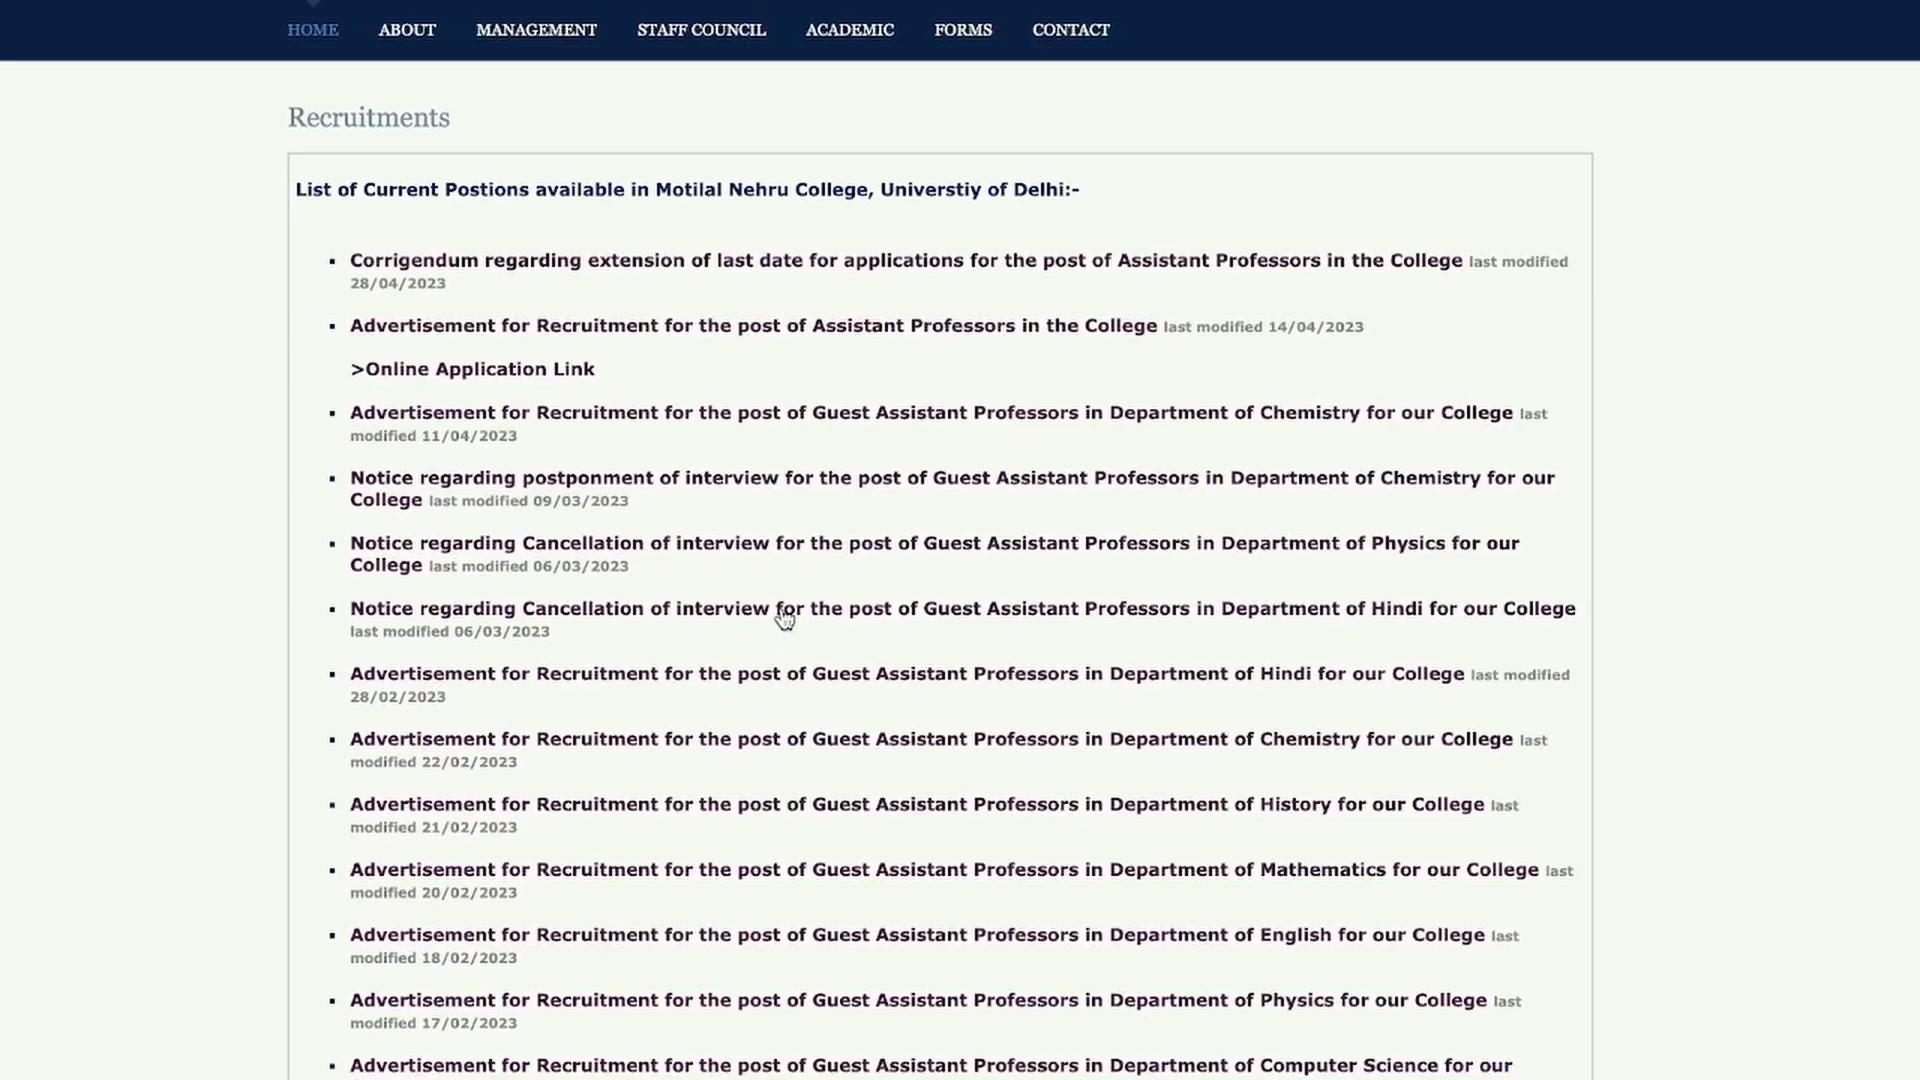 HOME ABOUT MANAGEMENT STAFF COUNCIL ACADEMIC FORMS CONTACT
Recruitments
List of Current Postions available in Motilal Nehru College, Universtiy of Delhi:-
Corrigendum regarding extension of last date for applications for the post of Assistant Professors in the College last modified
28/04/2023
Advertisement for Recruitment for the post of Assistant Professors in the College last modified 14/04/2023
>Online Application Link
Advertisement for Recruitment for the post of Guest Assistant Professors in Department of Chemistry for our College last
modified 11/04/2023
Notice regarding postponment of interview for the post of Guest Assistant Professors in Department of Chemistry for our
College last modified 09/03/2023
Notice regarding Cancellation of interview for the post of Guest Assistant Professors in Department of Physics for our
College last modified 06/03/2023
Notice regarding Cancellation of interview for the post of Guest Assistant Professors in Department of Hindi for our College
last modified 06/03/2023
Advertisement for Recruitment for the post of Guest Assistant Professors in Department of Hindi for our College last modified
28/02/2023
Advertisement for Recruitment for the post of Guest Assistant Professors in Department of Chemistry for our College last
modified 22/02/2023
Advertisement for Recruitment for the post of Guest Assistant Professors in Department of History for our College last
modified 21/02/2023
Advertisement for Recruitment for the post of Guest Assistant Professors in Department of Mathematics for our College last
modified 20/02/2023
Advertisement for Recruitment for the post of Guest Assistant Professors in Department of English for our College last
modified 18/02/2023
Advertisement for Recruitment for the post of Guest Assistant Professors in Department of Physics for our College last
modified 17/02/2023
Advertisement for Recruitment for the post of Guest Assistant Professors in Department of Computer Science for our